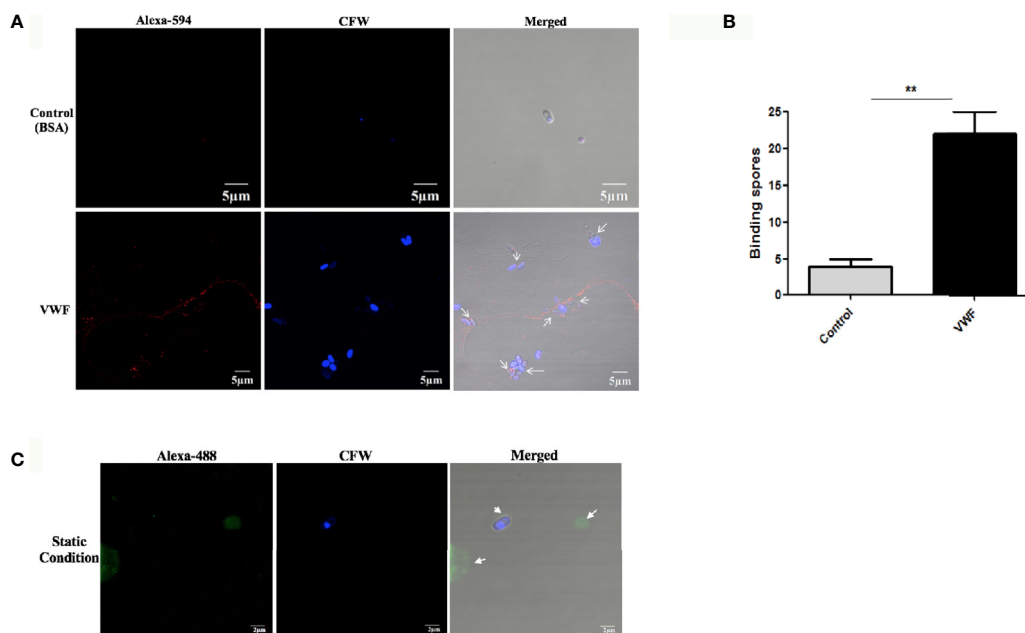 A
Alexa-594
CFW
Merged
Control
(BSA)
5µm
5µm
5µm
VWF
5µm
5µm
5µm
B
**
Binding spores
25
20
15
10
5
0
Control
VWF
C
Alexa-488
CFW
Merged
Static
Condition
2µm
2µm
2µm